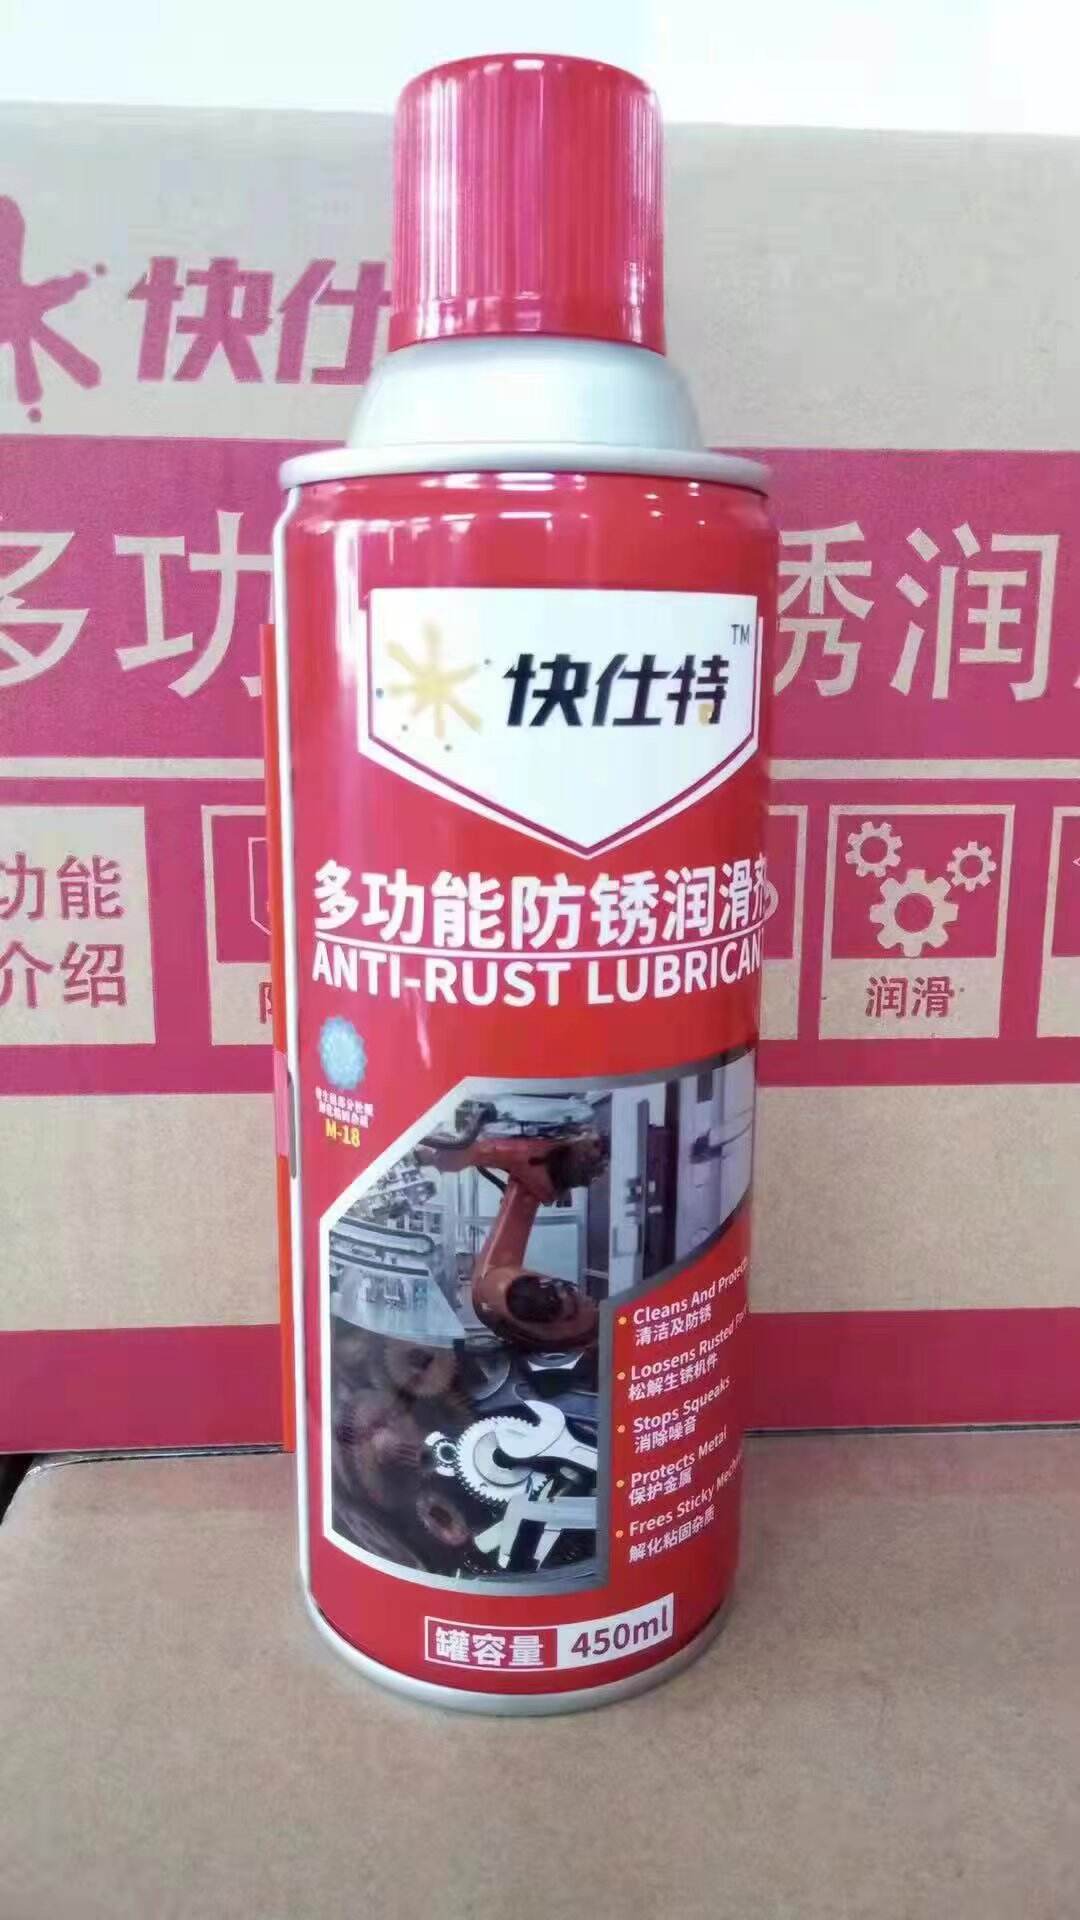 快仕
多功
锈润
功能
介绍
润滑
快仕特
TM
多功能防锈润滑剂
ANTI-RUST LUBRICAN
M-18
Cleans And Protects
清洁及防锈
Loosens Rusted
松解生锈机件
Stops Squeaks
消除噪音
Protects Metal
保护金属
Frees Sticky
解化粘固杂质
罐容量 450ml